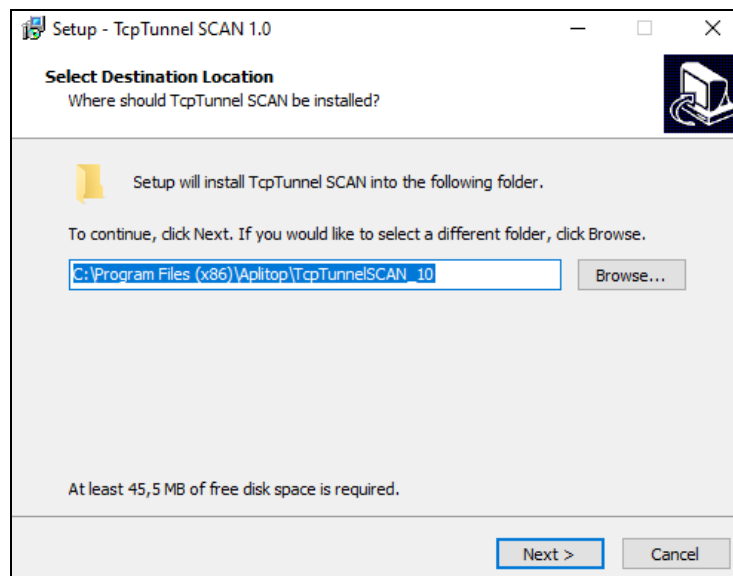 Setup - TcpTunnel SCAN 1.0
Select Destination Location
Where should TcpTunnel SCAN be installed?
Setup will install TcpTunnel SCAN into the following folder.
To continue, click Next. If you would like to select a different folder, click Browse.
C:\Program Files (x86)\Aplitop\TcpTunnelSCAN_10
Browse...
At least 45,5 MB of free disk space is required.
Next >
Cancel